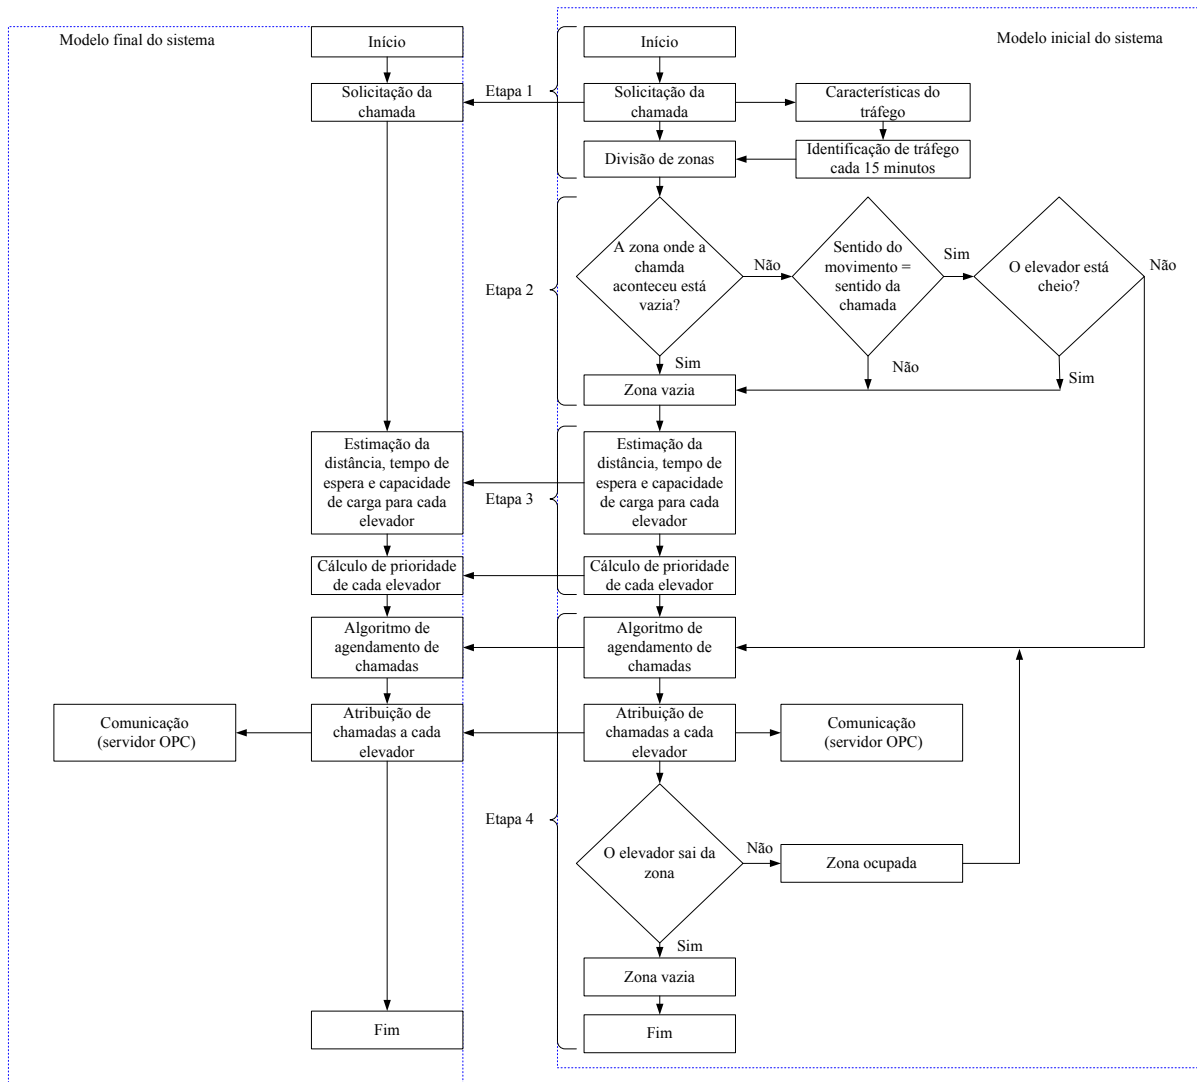 Modelo final do sistema
Início
Solicitação da
chamada
Estimação da
distância, tempo de
espera e capacidade
de carga para cada
elevador
Cálculo de prioridade
de cada elevador
Algoritmo de
agendamento de
chamadas
Atribuição de
chamadas a cada
elevador
Comunicação
(servidor OPC)
Fim
Modelo inicial do sistema
Etapa 1
Início
Solicitação da
chamada
Características do
tráfego
Identificação de tráfego
cada 15 minutos
Divisão de zonas
Etapa 2
A zona onde a
chamda
aconteceu está
vazia?
Não
Sentido do
movimento =
sentido da
chamada
Sim
O elevador está
cheio?
Não
Sim
Não
Sim
Zona vazia
Etapa 3
Estimação da
distância, tempo de
espera e capacidade
de carga para cada
elevador
Cálculo de prioridade
de cada elevador
Etapa 4
Algoritmo de
agendamento de
chamadas
Atribuição de
chamadas a cada
elevador
Comunicação
(servidor OPC)
O elevador sai da
zona
Não
Zona ocupada
Sim
Zona vazia
Fim